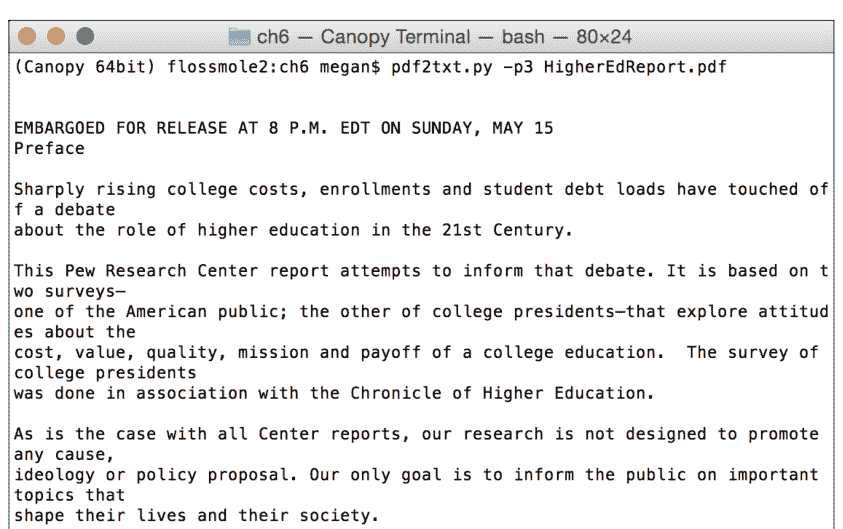 ch6 — Canopy Terminal — bash — 80×24
(Canopy 64bit) flossmole2:ch6 megan$ pdf2txt.py -p3 HigherEdReport.pdf
EMBARGOED FOR RELEASE AT 8 P.M. EDT ON SUNDAY, MAY 15
Preface
Sharply rising college costs, enrollments and student debt loads have touched of
f a debate
about the role of higher education in the 21st Century.
This Pew Research Center report attempts to inform that debate. It is based on t
wo surveys—
one of the American public; the other of college presidents—that explore attitud
es about the
cost, value, quality, mission and payoff of a college education.  The survey of
college presidents
was done in association with the Chronicle of Higher Education.
As is the case with all Center reports, our research is not designed to promote
any cause,
ideology or policy proposal. Our only goal is to inform the public on important
topics that
shape their lives and their society.